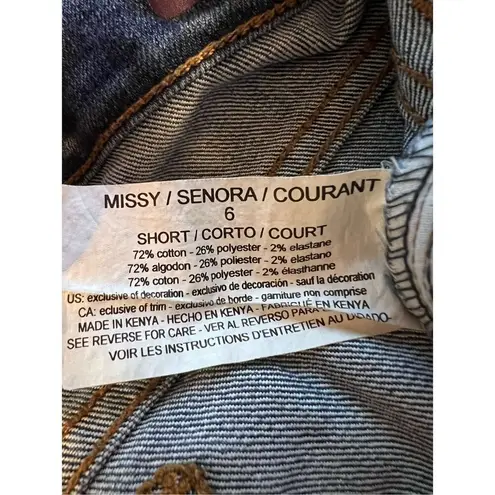 MISSY / SENORA / COURANT
6
SHORT / CORTO / COURT
72% cotton - 26% polyester - 2% elastane
72% algodon - 26% poliester - 2% elastano
72% coton - 26% polyester - 2% élasthanne
US: exclusive of decoration - exclusivo de decoración - sauf la décoration
CA: eclusive of trim - exclusivo de borde - garniture non comprise
MADE IN KENYA - HECHO EN KENYA - FABRIQUÉ EN KENYA
SEE REVERSE FOR CARE - VER AL REVERSO PARA
VOIR LES INSTRUCTIONS D'ENTRETIEN AU